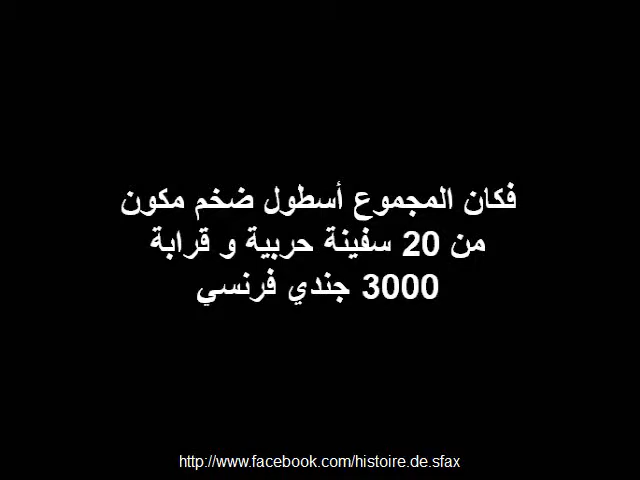 فكان المجموع أسطول ضخم مكون
من 20 سفينة حربية و قرابة
3000 جندي فرنسي
http://www.facebook.com/histoire.de.sfax